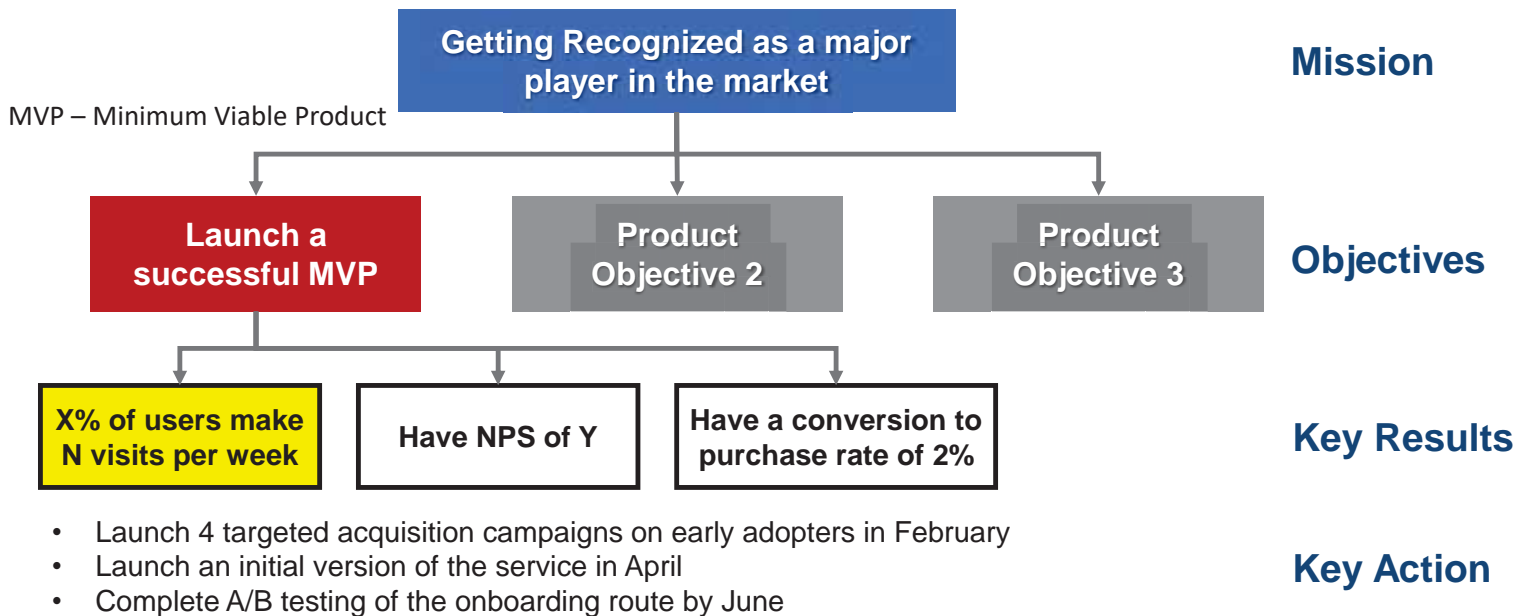 Getting Recognized as a major
player in the market
Mission
MVP – Minimum Viable Product
Launch a
successful MVP
Product
Objective 2
Product
Objective 3
Objectives
X% of users make
N visits per week
Have NPS of Y
Have a conversion to
purchase rate of 2%
Key Results
• Launch 4 targeted acquisition campaigns on early adopters in February
• Launch an initial version of the service in April
• Complete A/B testing of the onboarding route by June
Key Action